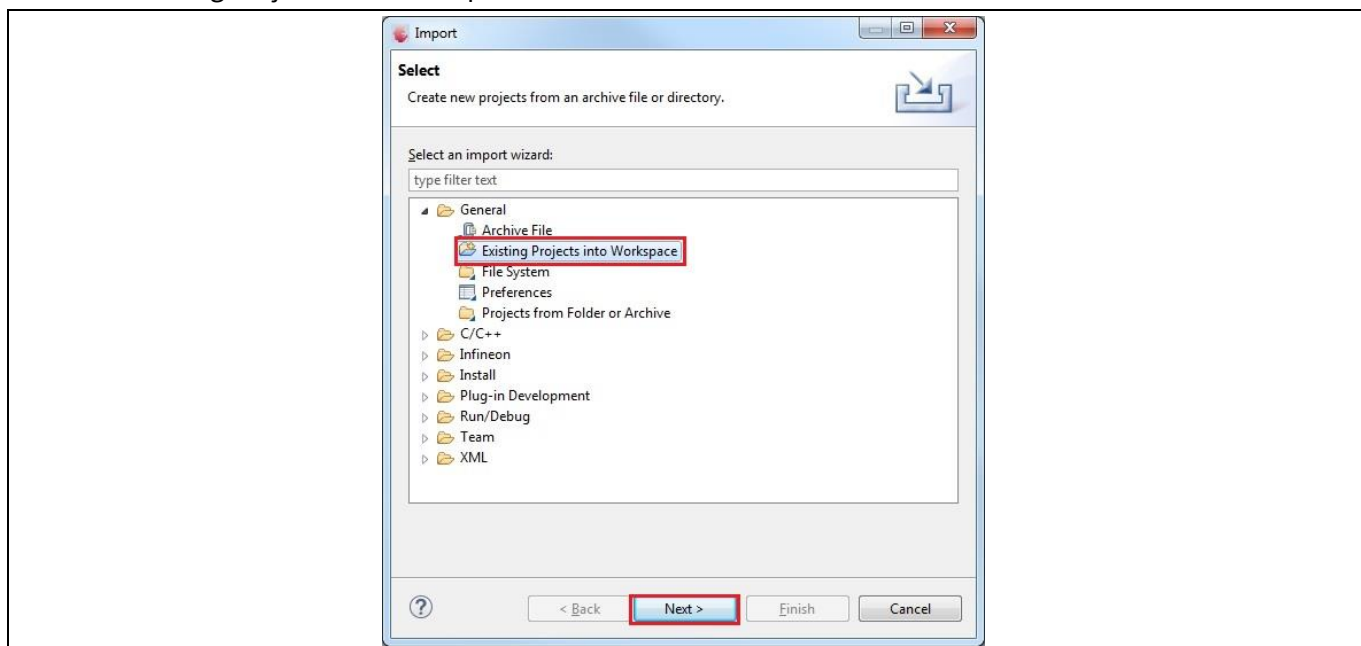 Import
Select
Create new projects from an archive file or directory.
Select an import wizard:
type filter text
General
Archive File
Existing Projects into Workspace
File System
Preferences
Projects from Folder or Archive
C/C++
Infineon
Install
Plug-in Development
Run/Debug
Team
XML
? < Back Next > Finish Cancel